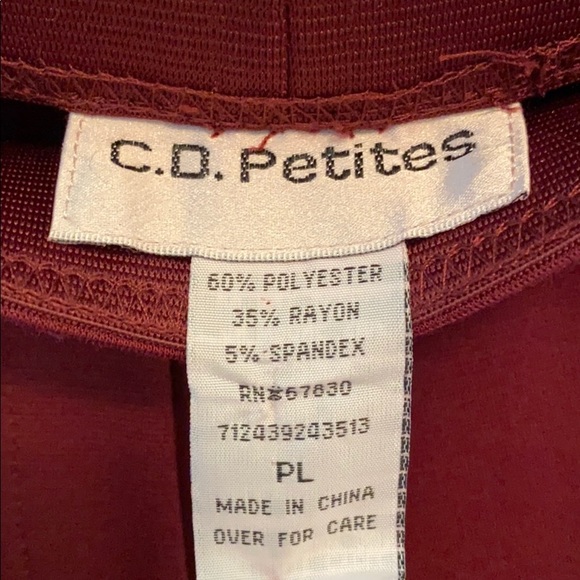 C.D. Petites
60% POLYESTER
35% RAYON
5% SPANDEX
RN#67830
712439243513
PL
MADE IN CHINA
OVER FOR CARE